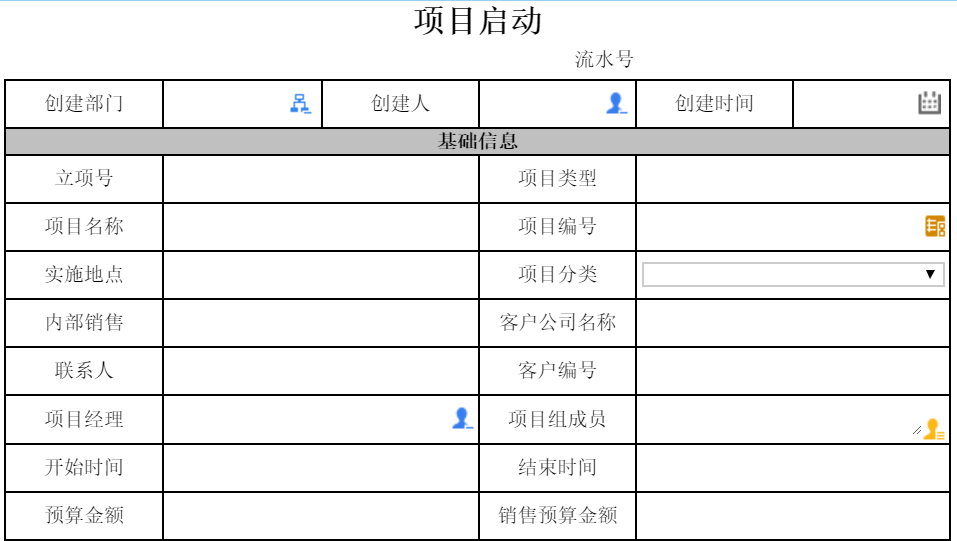 项目启动
流水号
创建部门 创建人 创建时间
基础信息
立项号 项目类型
项目名称 项目编号
实施地点 项目分类
内部销售 客户公司名称
联系人 客户编号
项目经理 项目组成员
开始时间 结束时间
预算金额 销售预算金额